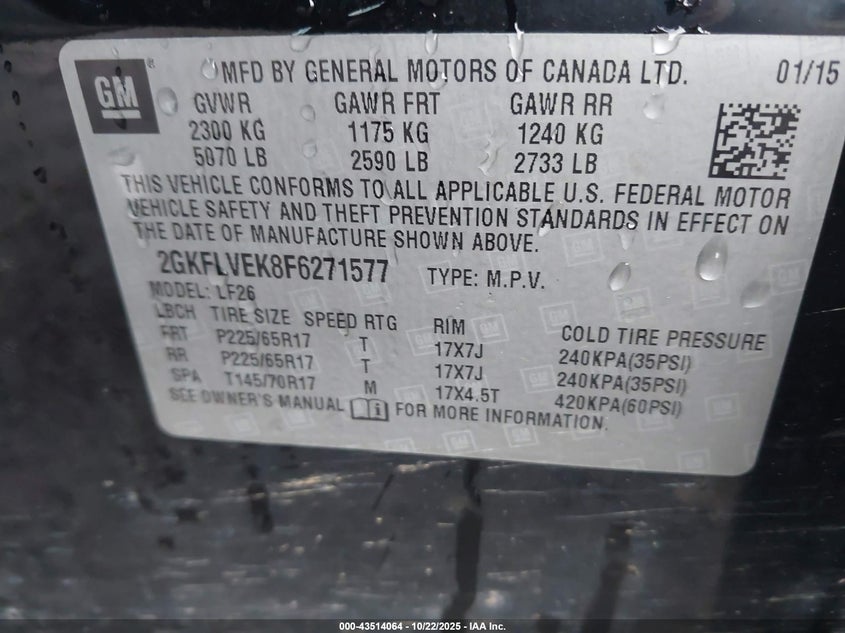 GM ® MFD BY GENERAL MOTORS OF CANADA LTD. 01/15
GVWR GAWR FRT GAWR RR
2300 KG 1175 KG 1240 KG
5070 LB 2590 LB 2733 LB
THIS VEHICLE CONFORMS TO ALL APPLICABLE U.S. FEDERAL MOTOR
VEHICLE SAFETY AND THEFT PREVENTION STANDARDS IN EFFECT ON
THE DATE OF MANUFACTURE SHOWN ABOVE.
2GKFLVEK8F6271577 TYPE: M.P.V.
MODEL: LF26
LBCH TIRE SIZE SPEED RTG RIM COLD TIRE PRESSURE
FRT P225/65R17 T 17X7J 240KPA(35PSI)
RR P225/65R17 T 17X7J 240KPA(35PSI)
SPA T145/70R17 M 17X4.5T 420KPA(60PSI)
SEE OWNER'S MANUAL FOR MORE INFORMATION.
000-43514064 - 10/22/2025 - IAA Inc.